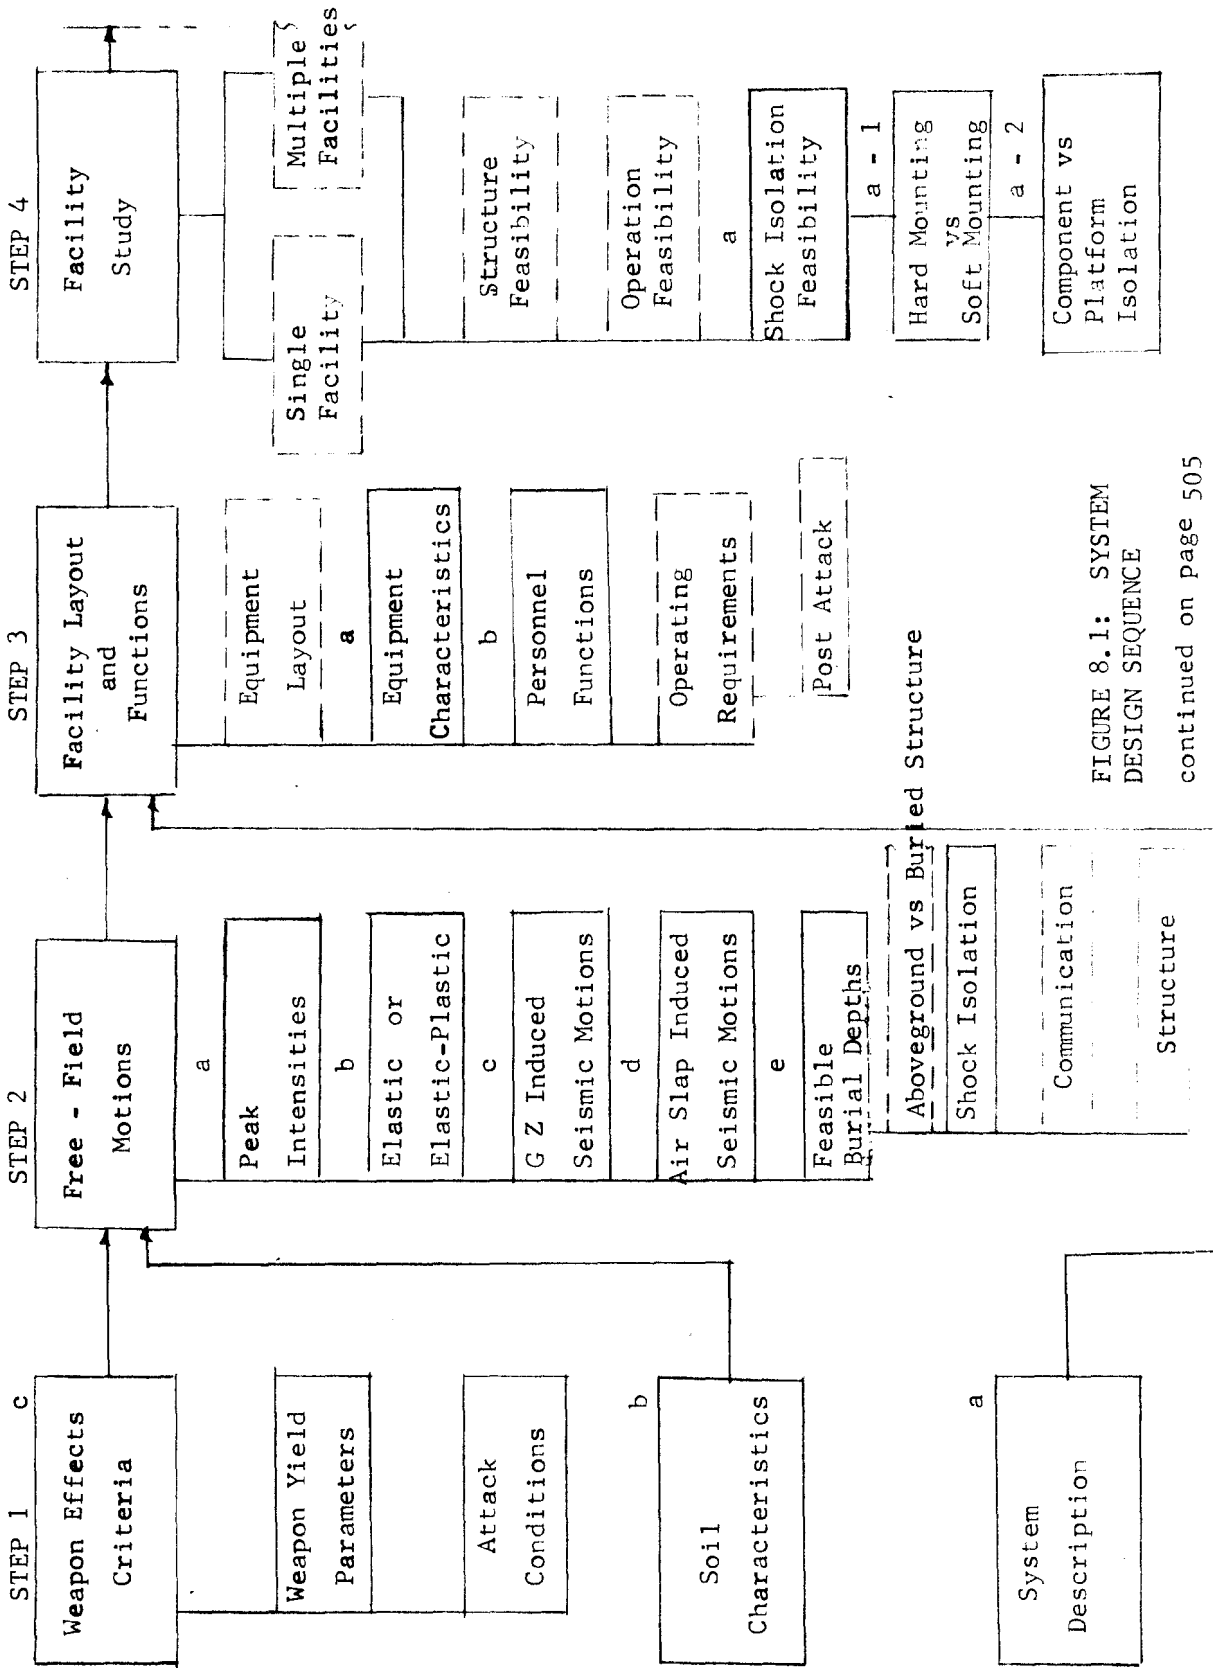 STEP 1
c
Weapon Effects
Criteria
Weapon Yield
Parameters
Attack
Conditions
b
Soil
Characteristics
a
System
Description
STEP 2
Free - Field
Motions
a
Peak
Intensities
b
Elastic or
Elastic-Plastic
c
G Z Induced
Seismic Motions
d
Air Slap Induced
Seismic Motions
e
Feasible
Burial Depths
Aboveground vs Buried Structure
Shock Isolation
Communication
Structure
STEP 3
Facility Layout
and
Functions
Equipment
Layout
a
Equipment
Characteristics
b
Personnel
Functions
Operating
Requirements
Post Attack
STEP 4
Facility
Study
Single
Facility
Multiple
Facilities
Structure
Feasibility
Operation
Feasibility
a
Shock Isolation
Feasibility
a - 1
Hard Mounting
vs
Soft Mounting
a - 2
Component vs
Platform
Isolation
FIGURE 8.1: SYSTEM
DESIGN SEQUENCE
continued on page 505